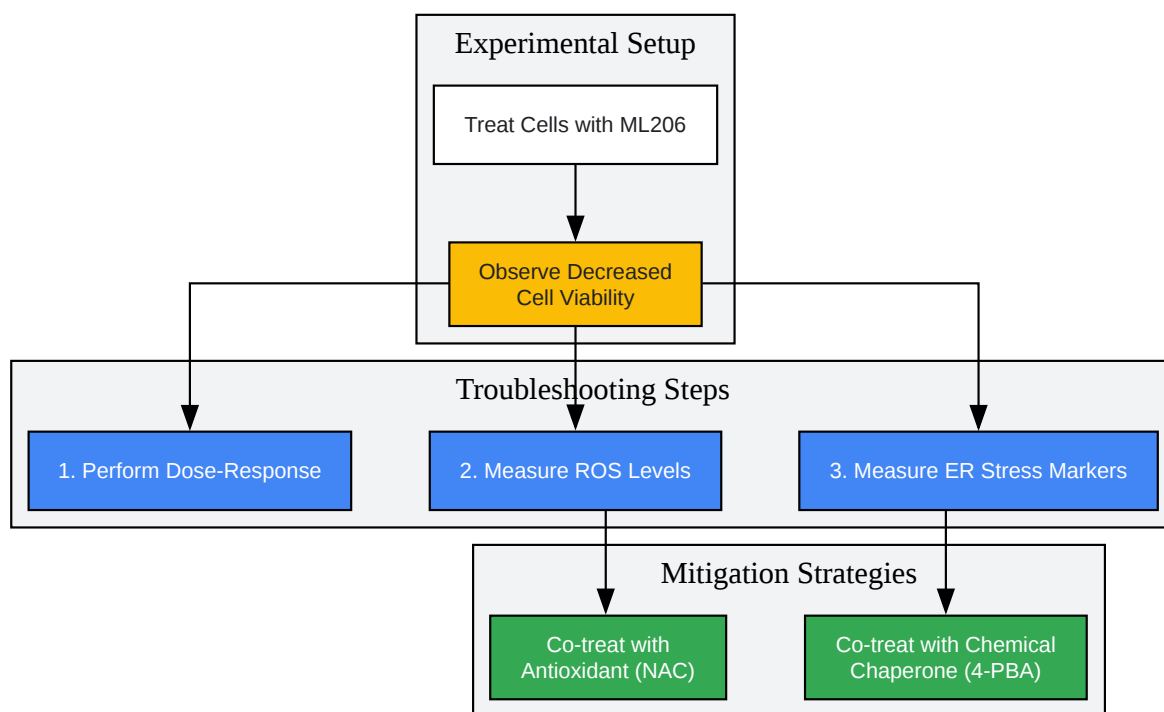 Experimental Setup
Treat Cells with ML206
Observe Decreased
Cell Viability
Troubleshooting Steps
1. Perform Dose-Response
2. Measure ROS Levels
3. Measure ER Stress Markers
Mitigation Strategies
Co-treat with
Antioxidant (NAC)
Co-treat with Chemical
Chaperone (4-PBA)